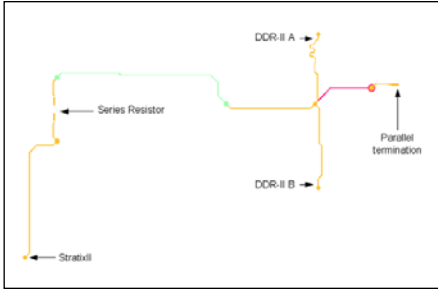 DDR-II A
Series Resistor
Parallel
termination
DDR-II B
StratixII